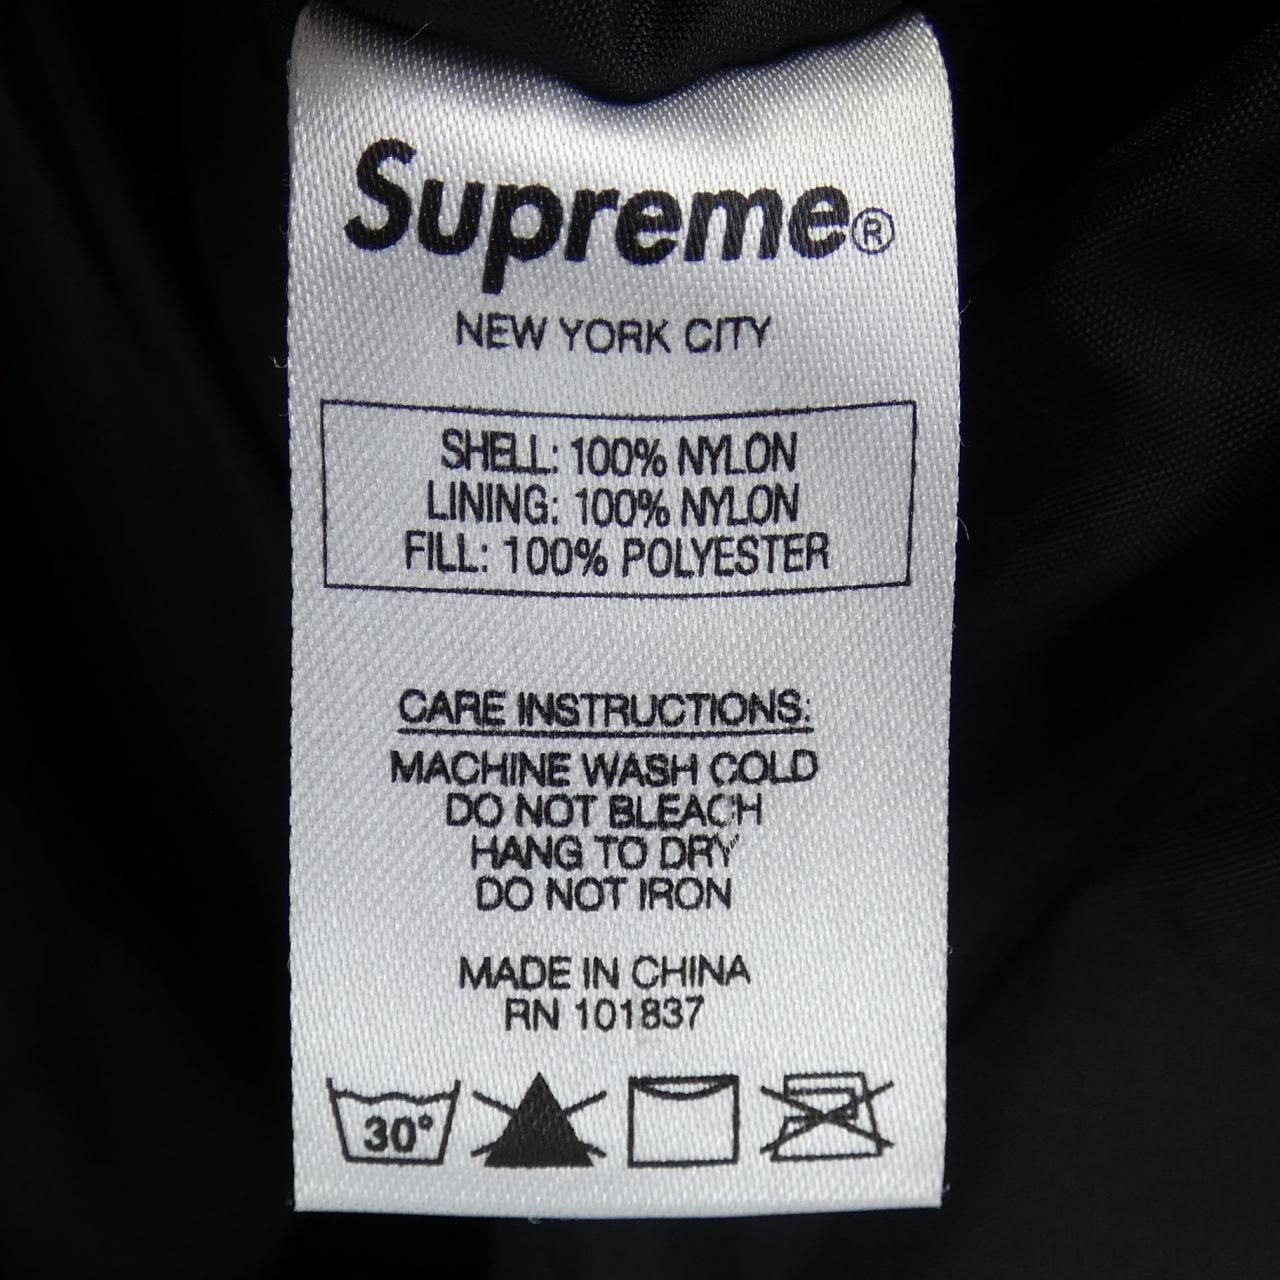 Supreme®
NEW YORK CITY
SHELL: 100% NYLON
LINING: 100% NYLON
FILL: 100% POLYESTER
CARE INSTRUCTIONS:
MACHINE WASH COLD
DO NOT BLEACH
HANG TO DRY
DO NOT IRON
MADE IN CHINA
RN 101837
30°